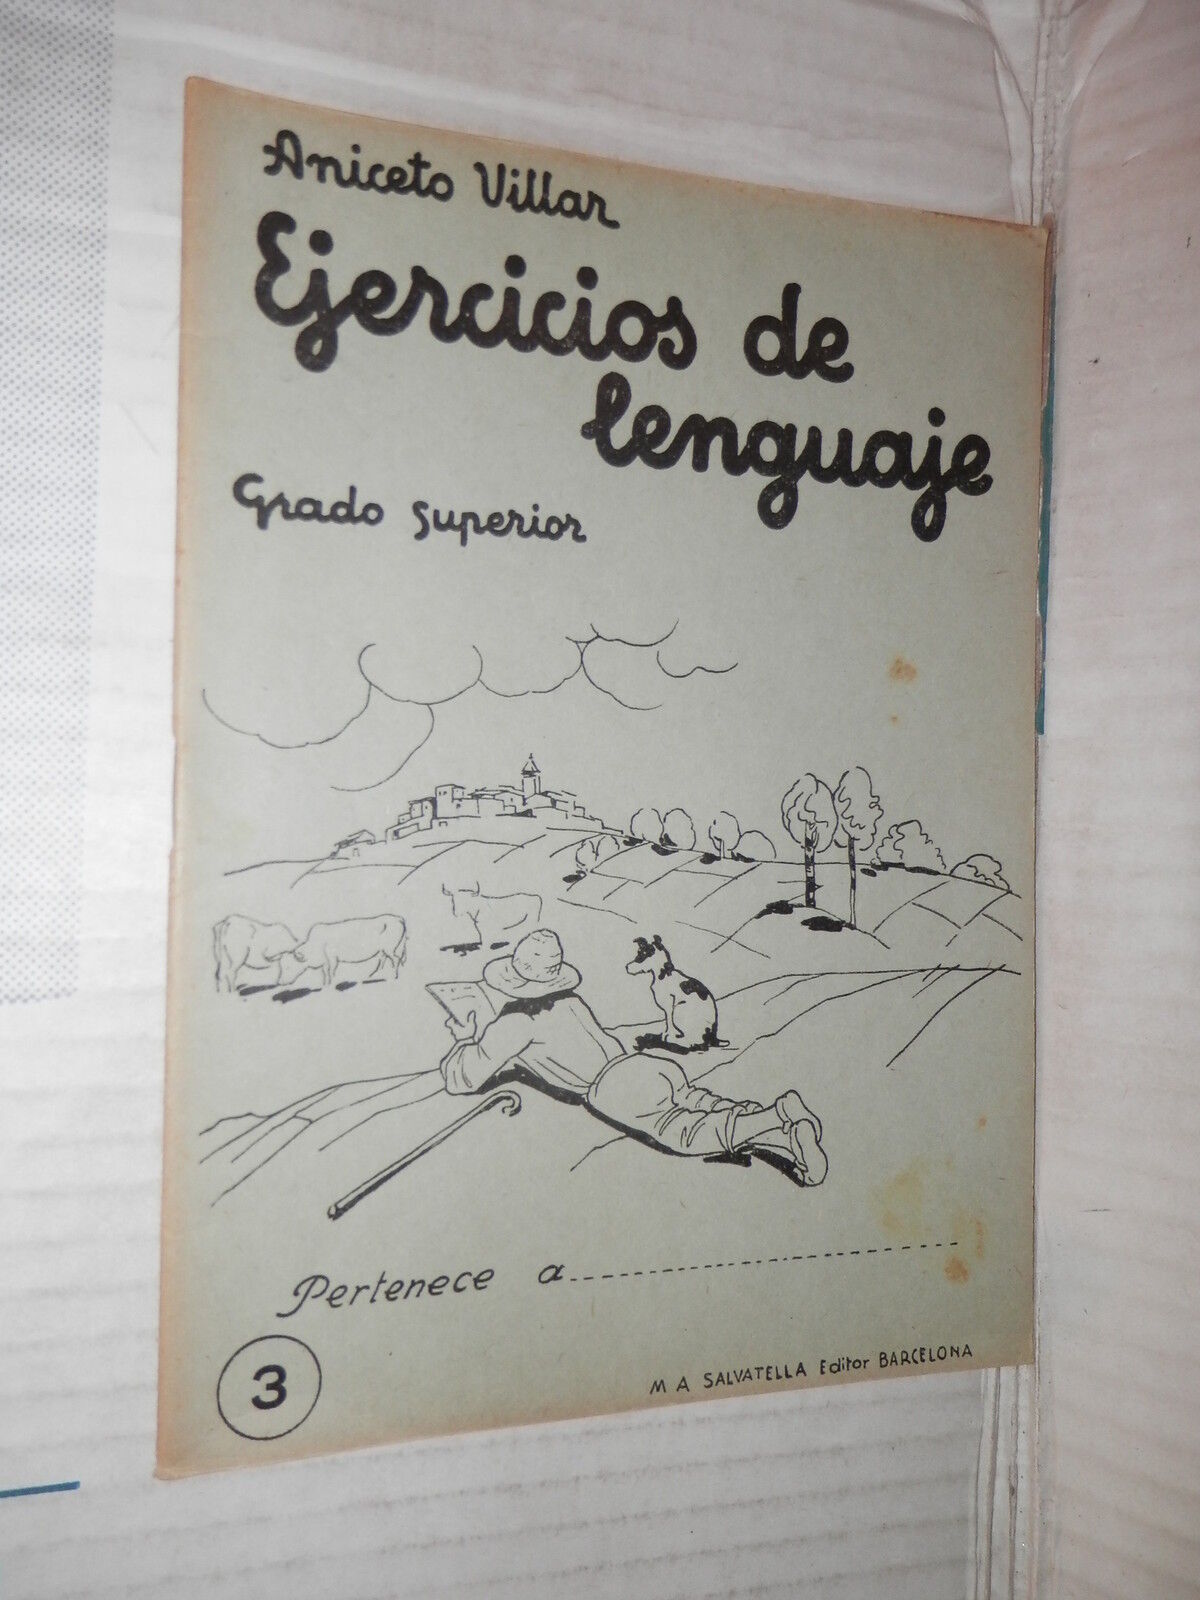 Aniceto Villar
Ejercicios de
lenguaje
Grado Superior
Pertenece a
3
M A SALVATELLA Editor BARCELONA